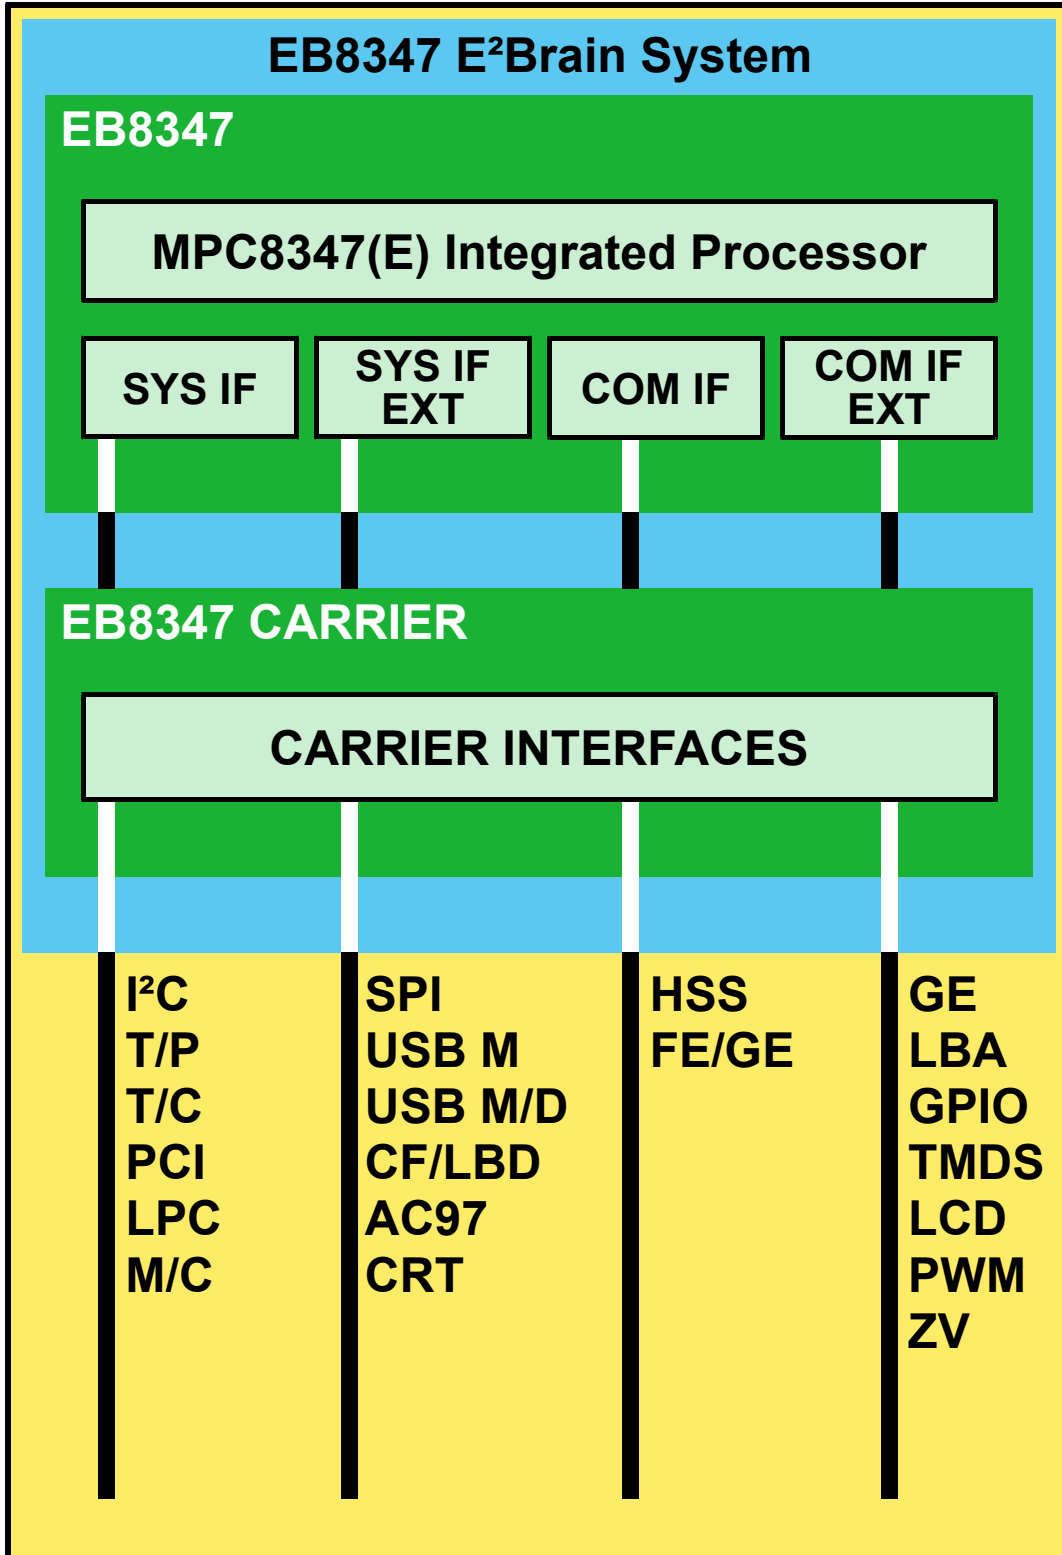 EB8347 E²Brain System
EB8347
MPC8347(E) Integrated Processor
SYS IF
SYS IF
EXT
COM IF
COM IF
EXT
EB8347 CARRIER
CARRIER INTERFACES
I²C
T/P
T/C
PCI
LPC
M/C
SPI
USB M
USB M/D
CF/LBD
AC97
CRT
HSS
FE/GE
GE
LBA
GPIO
TMDS
LCD
PWM
ZV